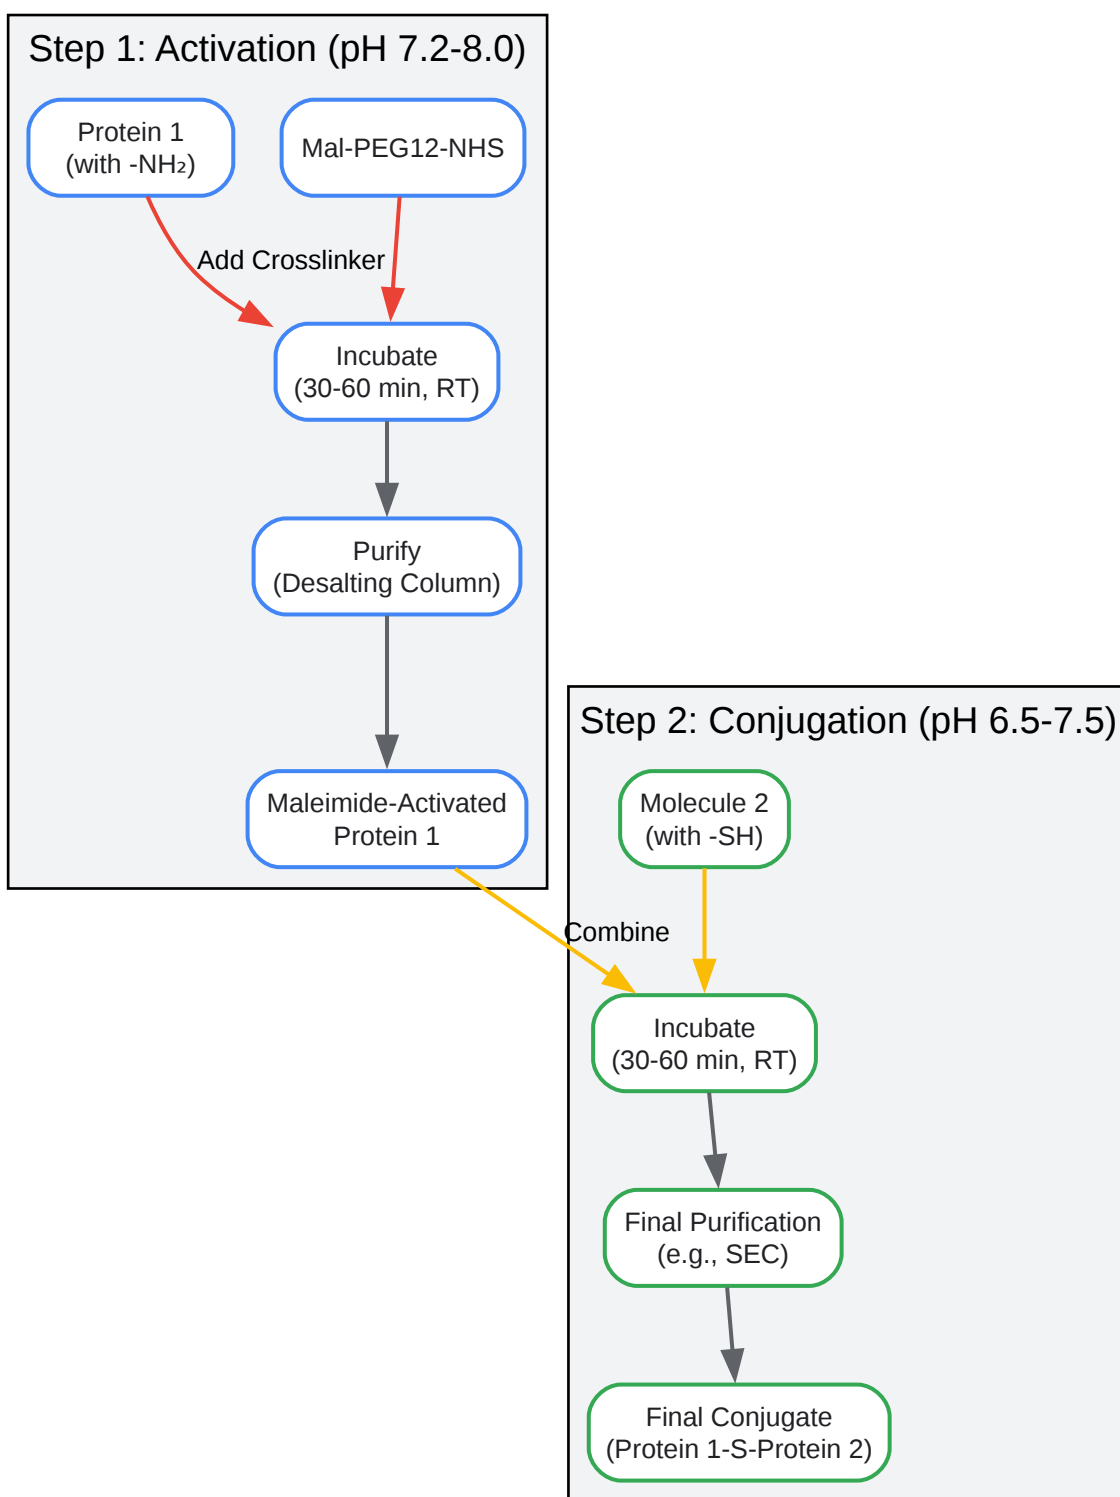 Step 1: Activation (pH 7.2-8.0)
Protein 1
(with -NH₂)
Mal-PEG12-NHS
Add Crosslinker
Incubate
(30-60 min, RT)
Purify
(Desalting Column)
Maleimide-Activated
Protein 1
Step 2: Conjugation (pH 6.5-7.5)
Molecule 2
(with -SH)
Combine
Incubate
(30-60 min, RT)
Final Purification
(e.g., SEC)
Final Conjugate
(Protein 1-S-Protein 2)